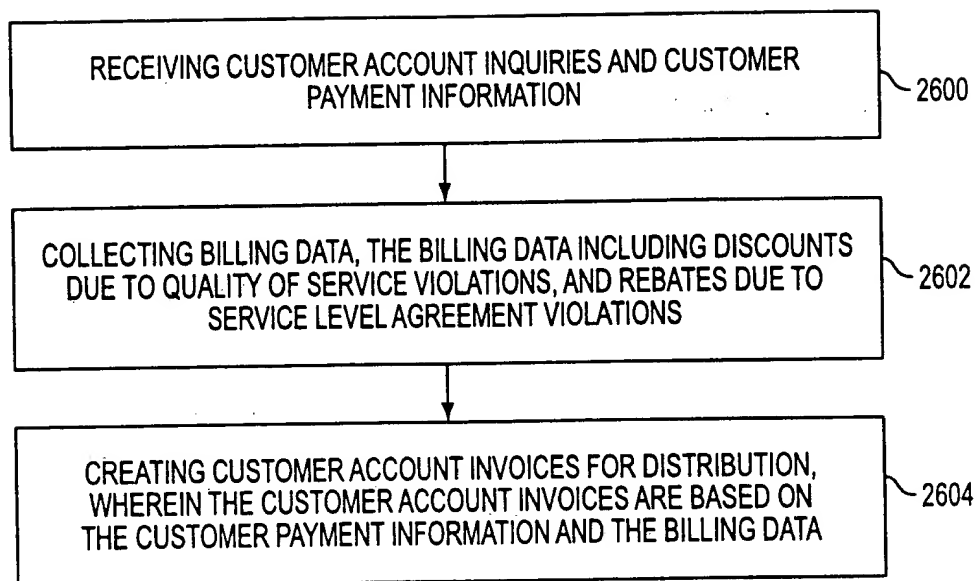 RECEIVING CUSTOMER ACCOUNT INQUIRIES AND CUSTOMER
PAYMENT INFORMATION
2600
COLLECTING BILLING DATA, THE BILLING DATA INCLUDING DISCOUNTS
DUE TO QUALITY OF SERVICE VIOLATIONS, AND REBATES DUE TO
SERVICE LEVEL AGREEMENT VIOLATIONS
2602
CREATING CUSTOMER ACCOUNT INVOICES FOR DISTRIBUTION,
WHEREIN THE CUSTOMER ACCOUNT INVOICES ARE BASED ON
THE CUSTOMER PAYMENT INFORMATION AND THE BILLING DATA
2604